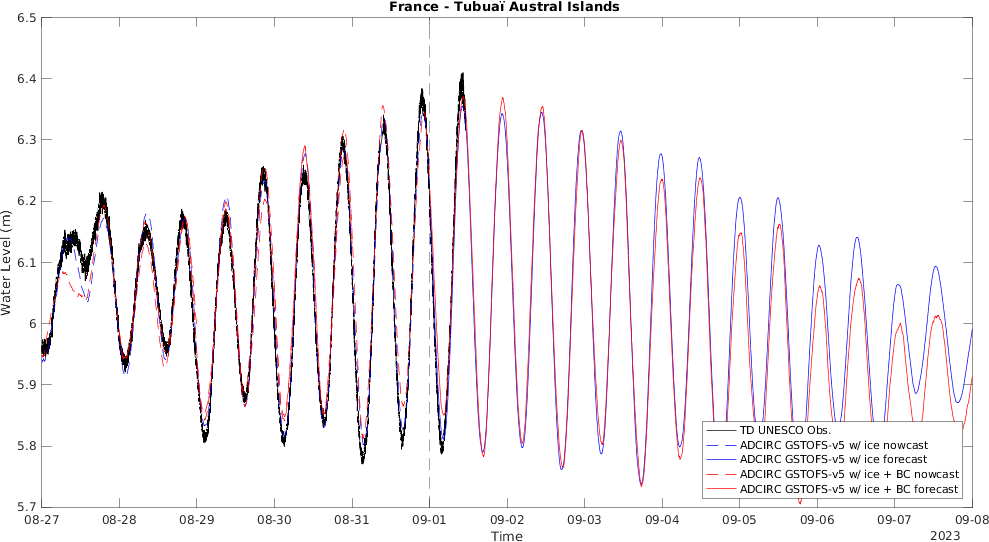 France - Tubuaï Austral Islands
6.5
6.4
6.3
6.2
6.1
6
5.9
5.8
5.7
Water Level (m)
TD UNESCO Obs.
ADCIRC GSTOFS-v5 w/ ice nowcast
ADCIRC GSTOFS-v5 w/ ice forecast
ADCIRC GSTOFS-v5 w/ ice + BC nowcast
ADCIRC GSTOFS-v5 w/ ice + BC forecast
08-27 08-28 08-29 08-30 08-31 09-01 09-02 09-03 09-04 09-05 09-06 09-07 09-08
Time
2023